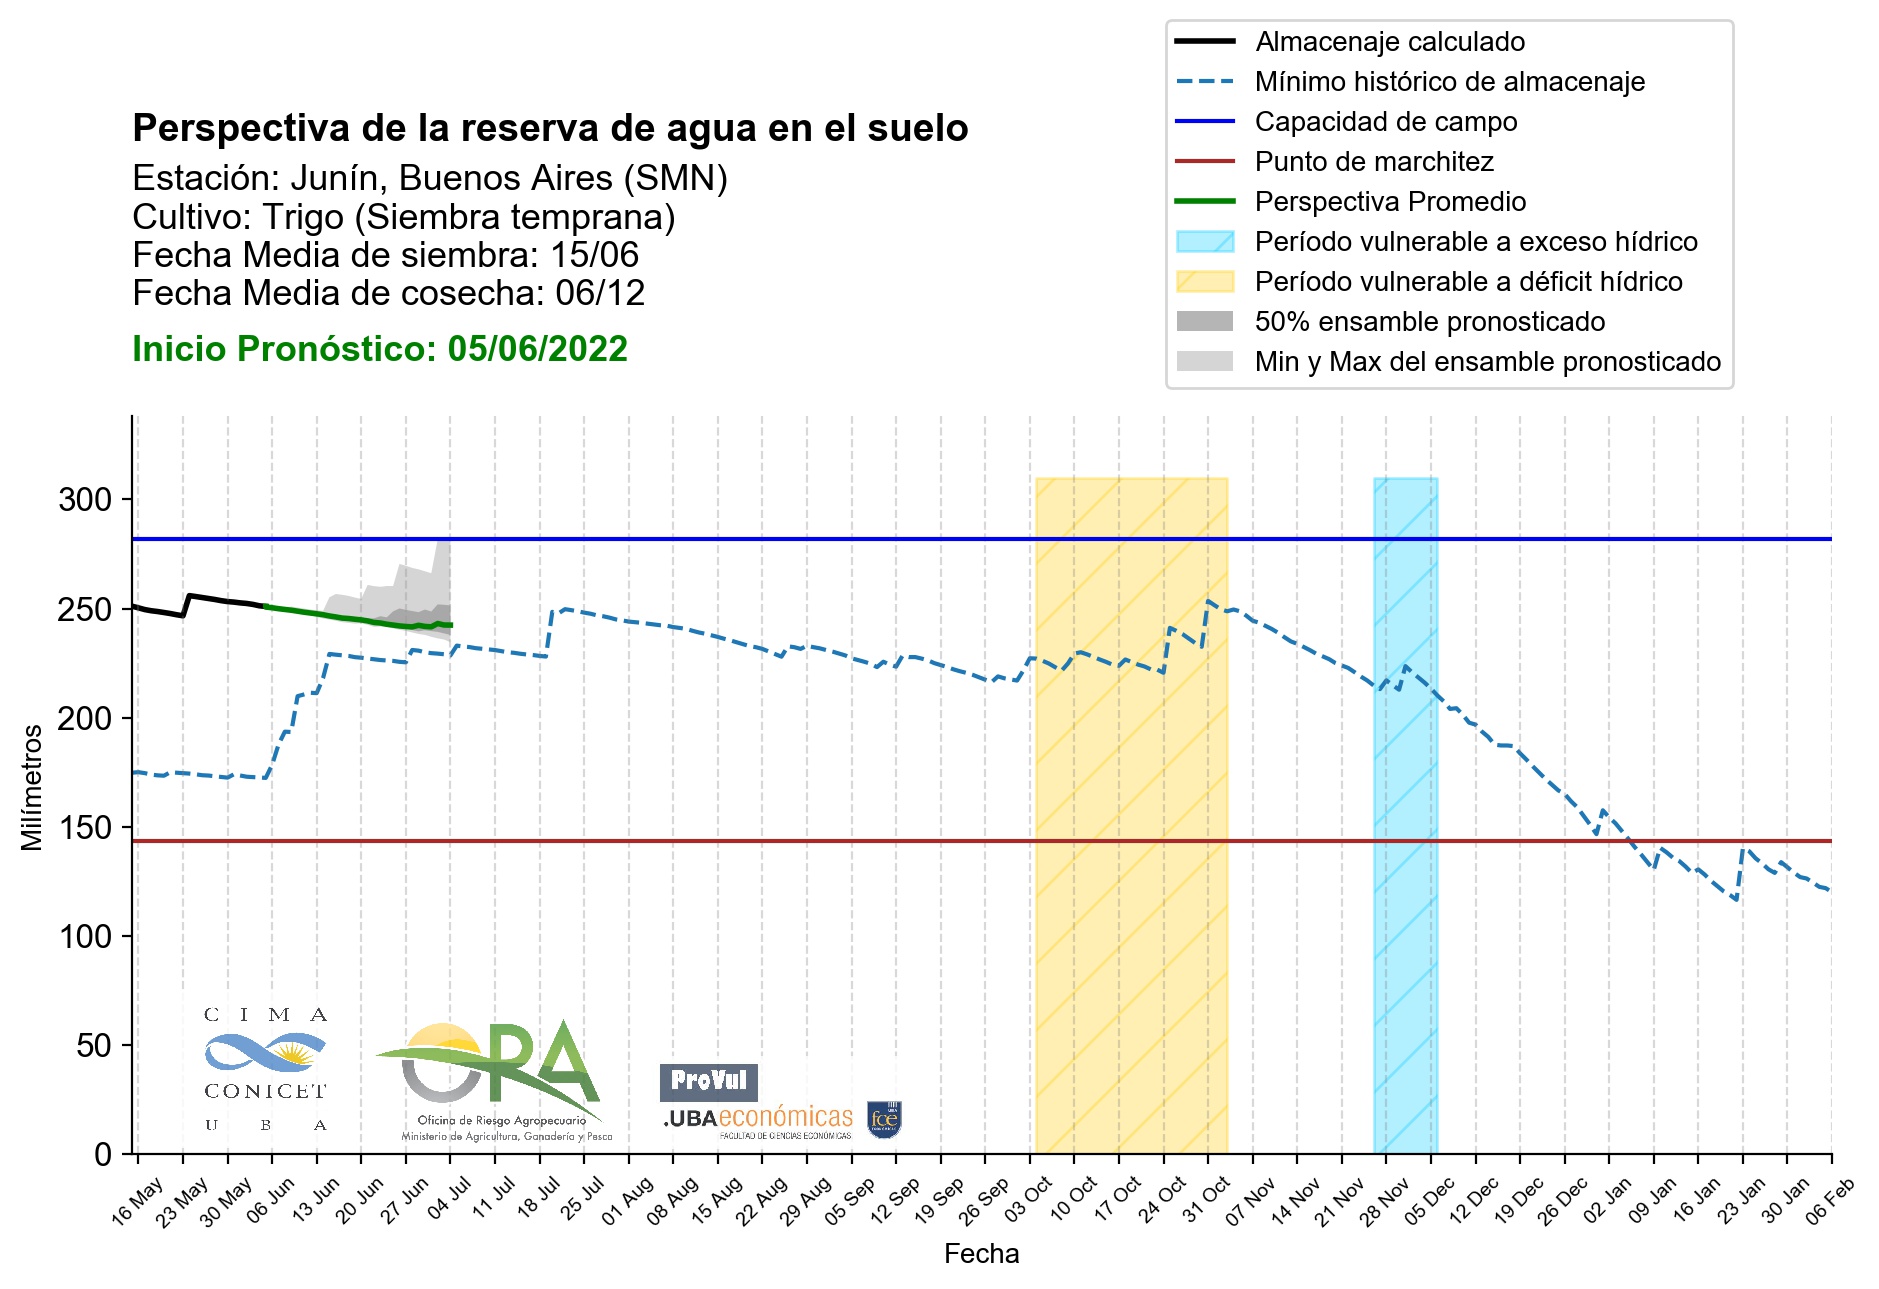 Almacenaje calculado
Mínimo histórico de almacenaje
Capacidad de campo
Punto de marchitez
Perspectiva Promedio
Período vulnerable a exceso hídrico
Período vulnerable a déficit hídrico
50% ensamble pronosticado
Min y Max del ensamble pronosticado
Perspectiva de la reserva de agua en el suelo
Estación: Junín, Buenos Aires (SMN)
Cultivo: Trigo (Siembra temprana)
Fecha Media de siembra: 15/06
Fecha Media de cosecha: 06/12
Inicio Pronóstico: 05/06/2022
Milímetros
300
250
200
150
100
50
0
CIMA
CONICET
UBA
ORA
Oficina de Riesgo Agropecuario
Ministerio de Agricultura, Ganadería y Pesca
ProVul
.UBAeconómicas
FACULTAD DE CIENCIAS ECONÓMICAS
UBA
fce
16 May
23 May
30 May
06 Jun
13 Jun
20 Jun
27 Jun
04 Jul
11 Jul
18 Jul
25 Jul
01 Aug
08 Aug
15 Aug
22 Aug
29 Aug
05 Sep
12 Sep
19 Sep
26 Sep
03 Oct
10 Oct
17 Oct
24 Oct
31 Oct
07 Nov
14 Nov
21 Nov
28 Nov
05 Dec
12 Dec
19 Dec
26 Dec
02 Jan
09 Jan
16 Jan
23 Jan
30 Jan
06 Feb
Fecha